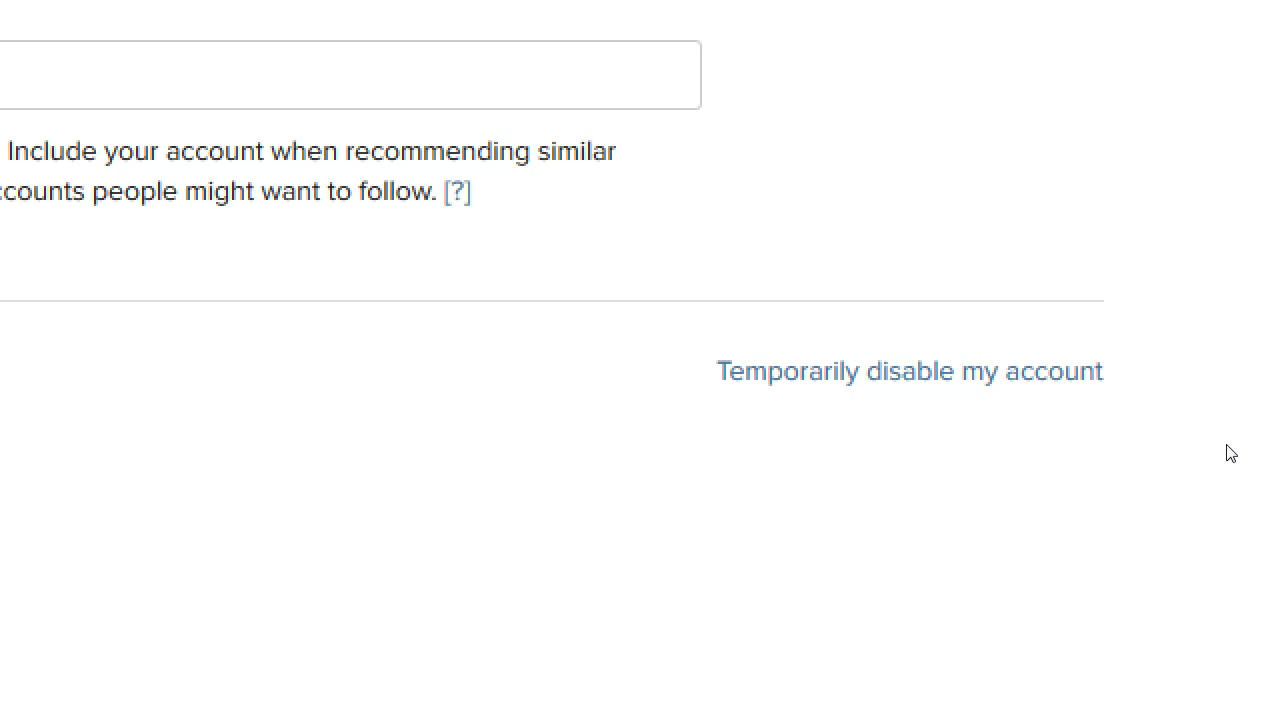 Include your account when recommending similar
ccounts people might want to follow. [?]
Temporarily disable my account